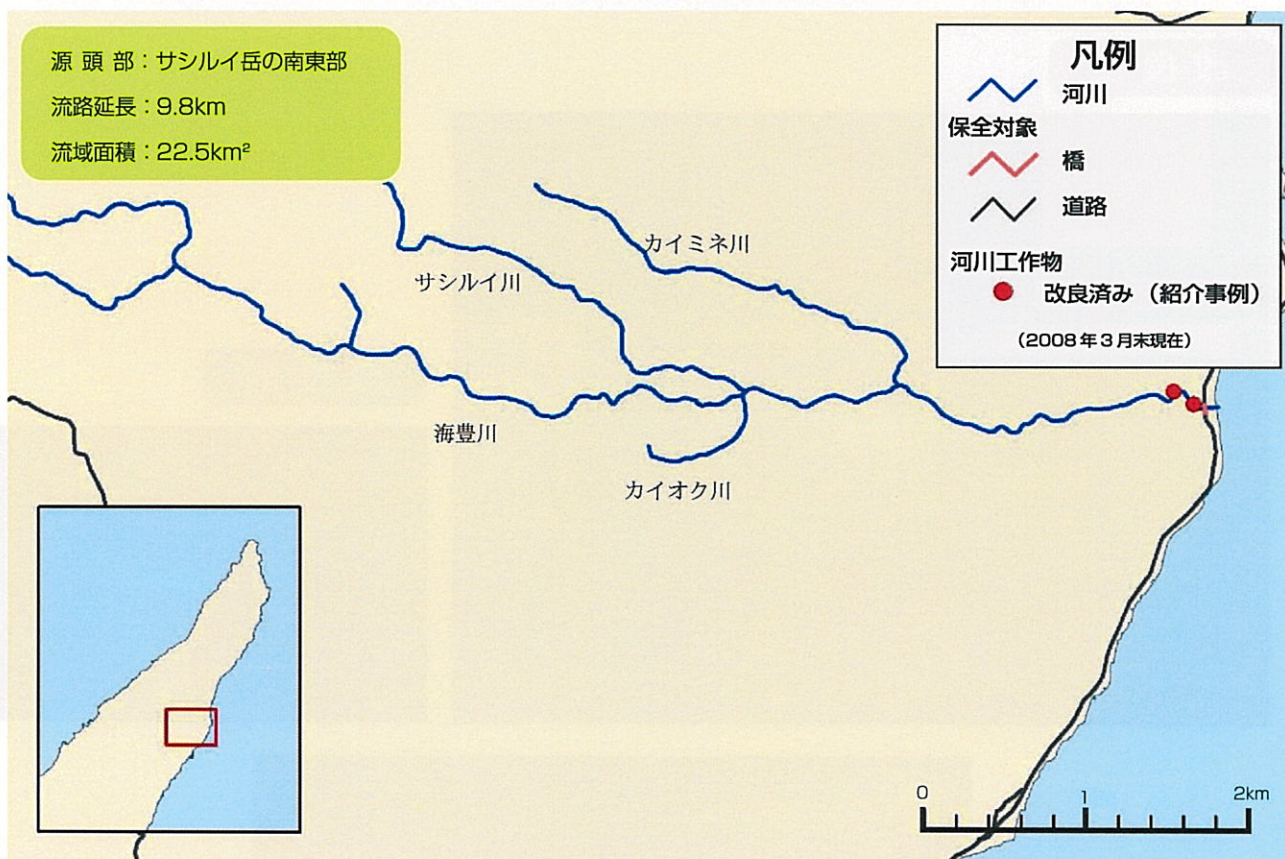 源 頭 部：サシルイ岳の南東部
流路延長：9.8km
流域面積：22.5km²
凡例
河川
保全対象
橋
道路
河川工作物
改良済み （紹介事例）
（2008年3月末現在）
カイミネ川
サシルイ川
海豊川
カイオク川
0 1 2km